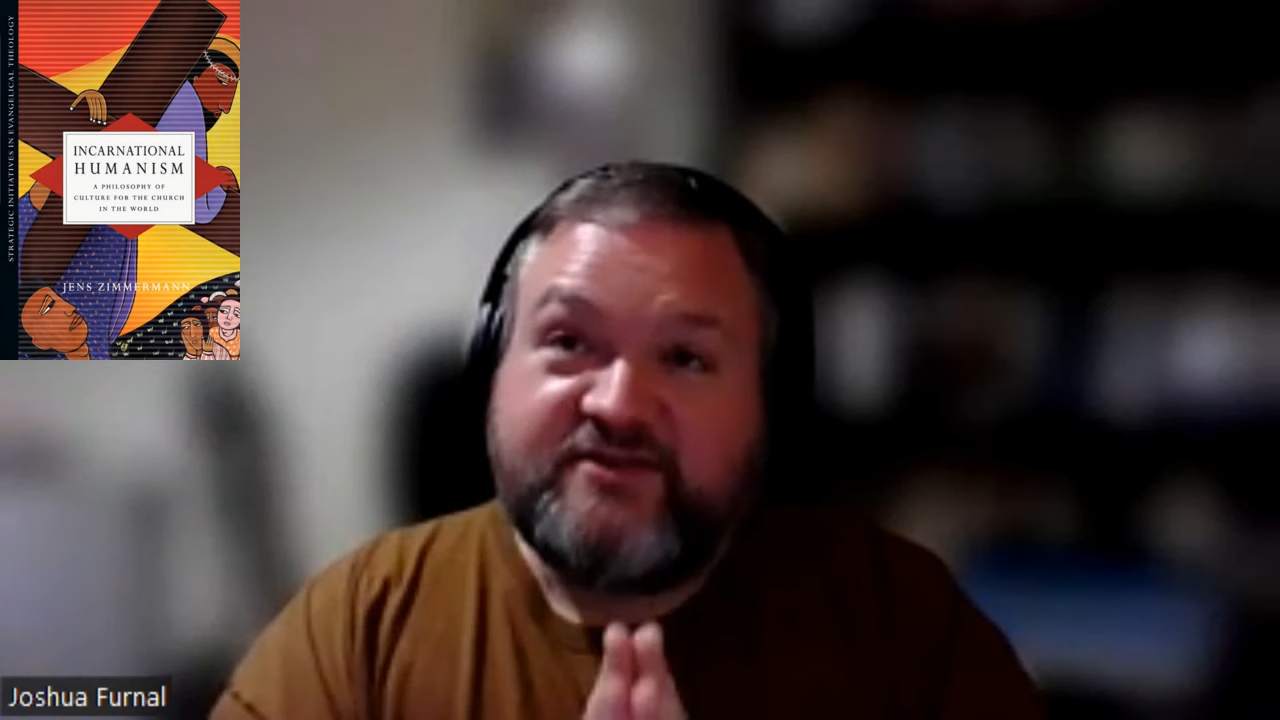 STRATEGIC INITIATIVES IN EVANGELICAL THEOLOGY
INCARNATIONAL
HUMANISM
A PHILOSOPHY OF
CULTURE FOR THE CHURCH
IN THE WORLD
JENS ZIMMERMANN
Joshua Furnal